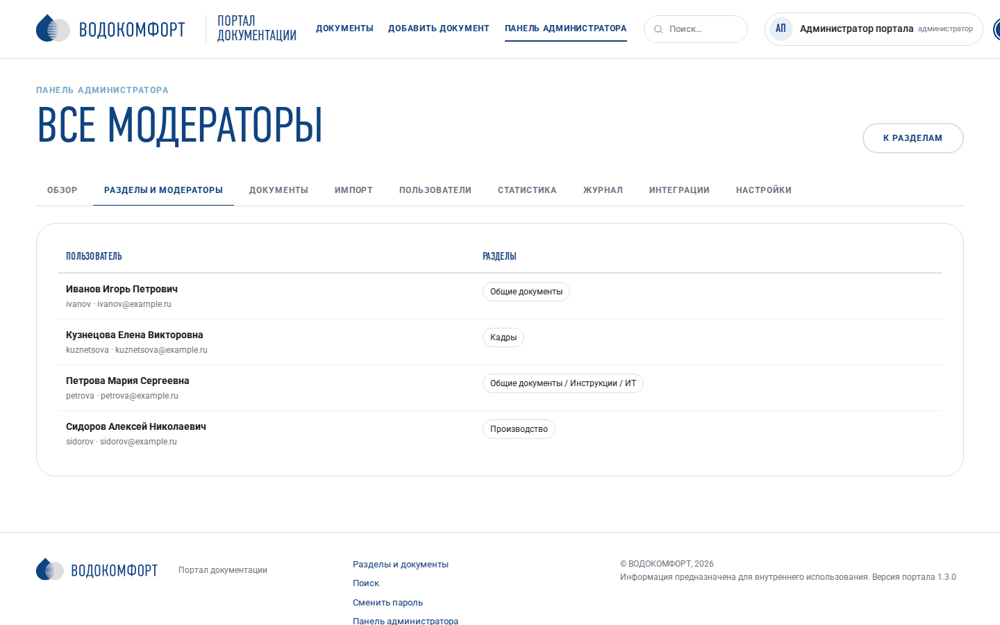 ВОДОКОМФОРТ
ПОРТАЛ
ДОКУМЕНТАЦИИ
ДОКУМЕНТЫ
ДОБАВИТЬ ДОКУМЕНТ
ПАНЕЛЬ АДМИНИСТРАТОРА
Поиск...
АП
Администратор портала администратор
ПАНЕЛЬ АДМИНИСТРАТОРА
ВСЕ МОДЕРАТОРЫ
К РАЗДЕЛАМ
ОБЗОР
РАЗДЕЛЫ И МОДЕРАТОРЫ
ДОКУМЕНТЫ
ИМПОРТ
ПОЛЬЗОВАТЕЛИ
СТАТИСТИКА
ЖУРНАЛ
ИНТЕГРАЦИИ
НАСТРОЙКИ
ПОЛЬЗОВАТЕЛЬ
РАЗДЕЛЫ
Иванов Игорь Петрович
ivanov · ivanov@example.ru
Общие документы
Кузнецова Елена Викторовна
kuznetsova · kuznetsova@example.ru
Кадры
Петрова Мария Сергеевна
petrova · petrova@example.ru
Общие документы / Инструкции / ИТ
Сидоров Алексей Николаевич
sidorov · sidorov@example.ru
Производство
ВОДОКОМФОРТ
Портал документации
Разделы и документы
Поиск
Сменить пароль
Панель администратора
© ВОДОКОМФОРТ, 2026
Информация предназначена для внутреннего использования. Версия портала 1.3.0